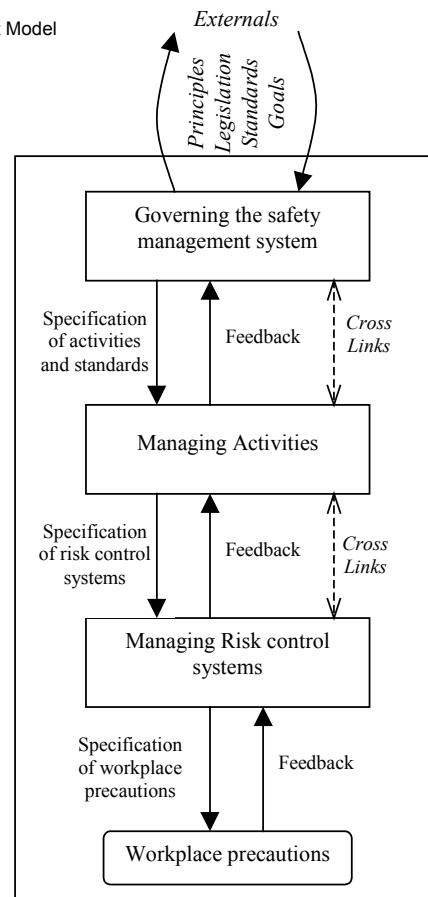 t Model
Externals
Principles
Legislation
Standards
Goals
Governing the safety
management system
Specification
of activities
and standards
Feedback
Cross
Links
Managing Activities
Specification
of risk control
systems
Feedback
Cross
Links
Managing Risk control
systems
Specification
of workplace
precautions
Feedback
Workplace precautions